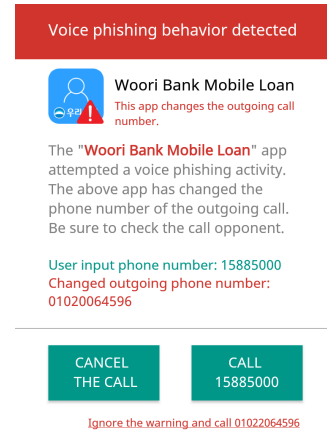 Voice phishing behavior detected
우리
Woori Bank Mobile Loan
This app changes the outgoing call
number.
The "Woori Bank Mobile Loan" app
attempted a voice phishing activity.
The above app has changed the
phone number of the outgoing call.
Be sure to check the call opponent.
User input phone number: 15885000
Changed outgoing phone number:
01020064596
CANCEL
THE CALL
CALL
15885000
Ignore the warning and call 01022064596